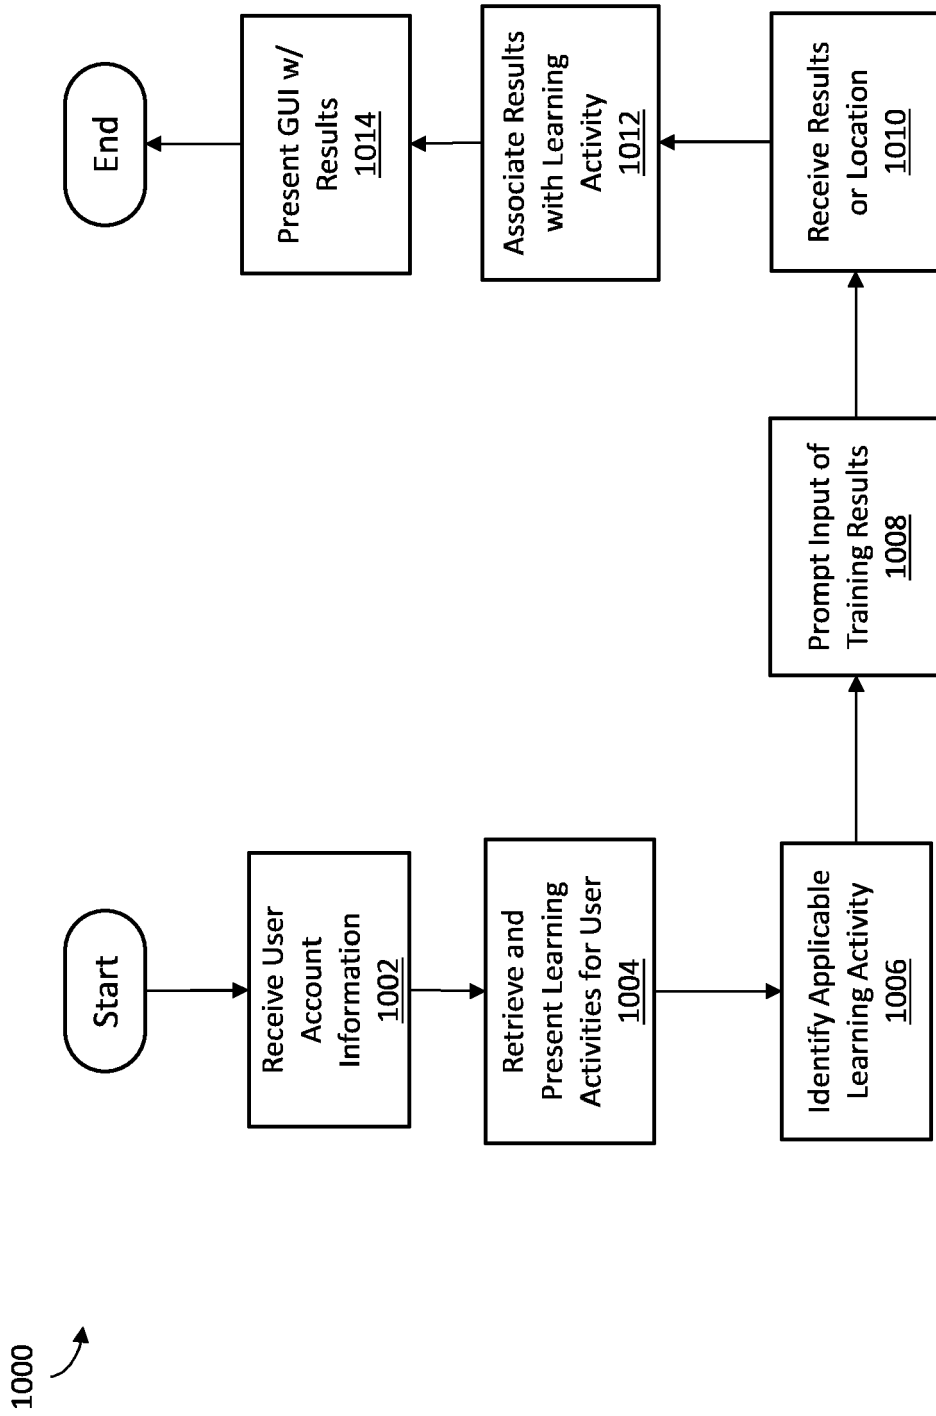 1000
Start
Receive User
Account
Information
1002
Retrieve and
Present Learning
Activities for User
1004
Identify Applicable
Learning Activity
1006
Prompt Input of
Training Results
1008
Receive Results
or Location
1010
Associate Results
with Learning
Activity
1012
Present GUI w/
Results
1014
End